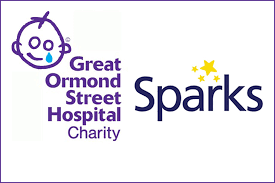 Great
Ormond
Street
Hospital
Charity
Sparks